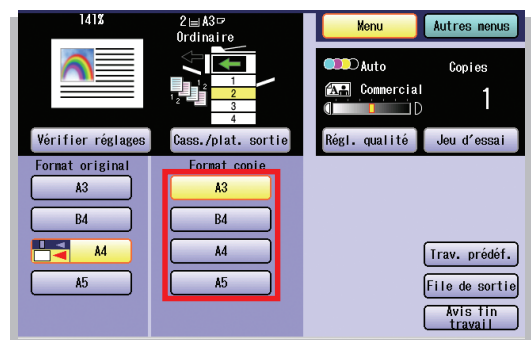 141%
2 A3
Ordinaire
1
2
3
4
1 2
Vérifier réglages
Cass./plat. sortie
Menu
Autres menus
Auto
Copies
Commercial
1
D
Régl. qualité
Jeu d'essai
Format original
A3
B4
A4
A5
Format copie
A3
B4
A4
A5
Trav. prédéf.
File de sortie
Avis fin
travail